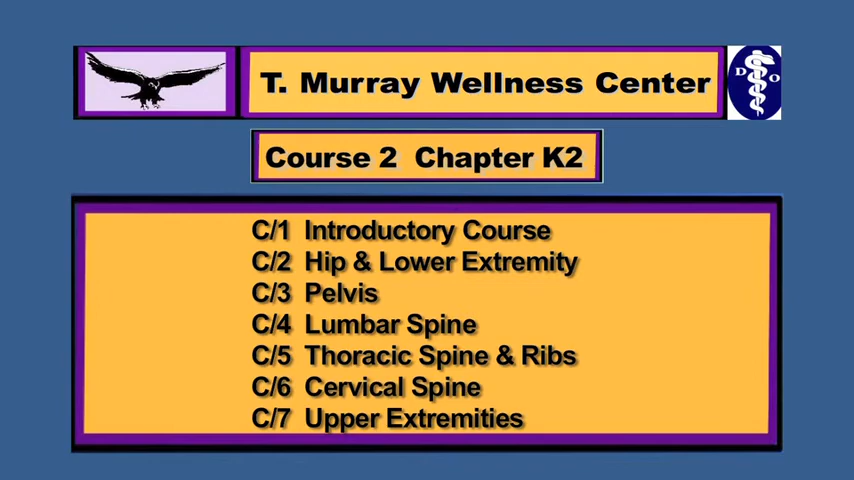 T. Murray Wellness Center
D O
Course 2 Chapter K2
C/1 Introductory Course
C/2 Hip & Lower Extremity
C/3 Pelvis
C/4 Lumbar Spine
C/5 Thoracic Spine & Ribs
C/6 Cervical Spine
C/7 Upper Extremities